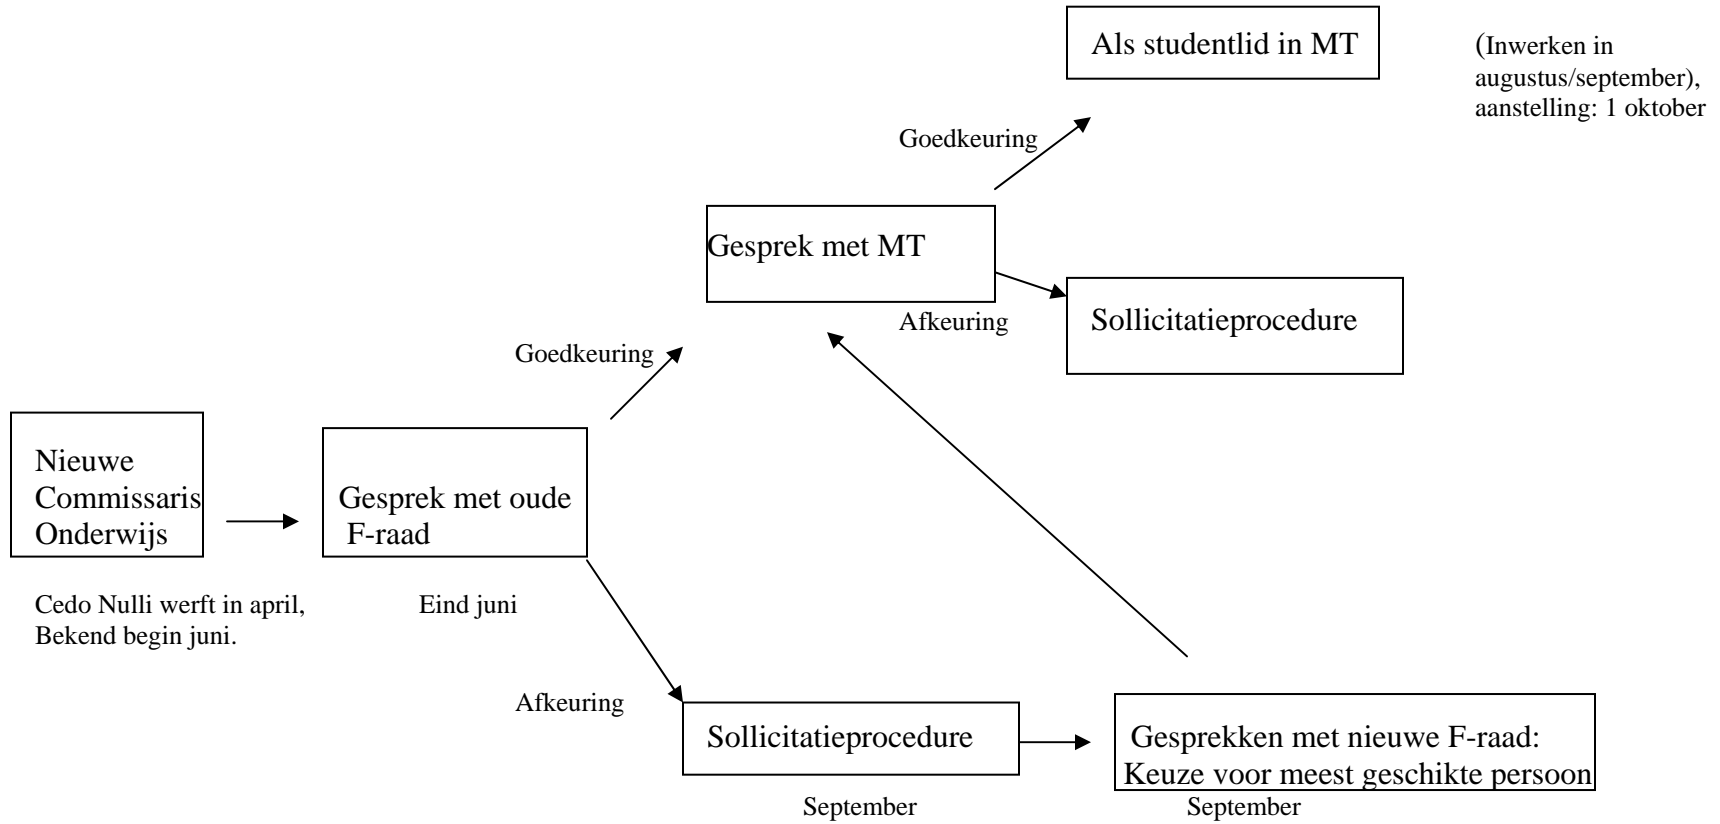 Als studentlid in MT
(Inwerken in
augustus/september),
aanstelling: 1 oktober
Goedkeuring
Gesprek met MT
Afkeuring
Sollicitatieprocedure
Goedkeuring
Nieuwe
Commissaris
Onderwijs
Gesprek met oude
F-raad
Cedo Nulli werft in april,
Bekend begin juni.
Eind juni
Afkeuring
Sollicitatieprocedure
Gesprekken met nieuwe F-raad:
Keuze voor meest geschikte persoon
September
September